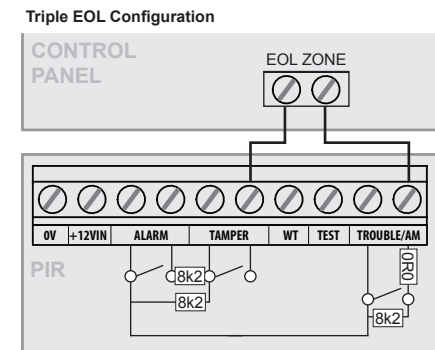 Triple EOL Configuration
CONTROL
PANEL
EOL ZONE
0V +12VIN ALARM TAMPER WT TEST TROUBLE/AM
PIR
8k2
8k2
0R0
8k2